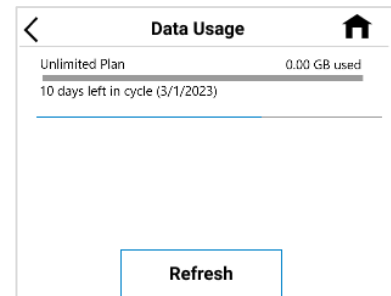 Data Usage
Unlimited Plan 0.00 GB used
10 days left in cycle (3/1/2023)
Refresh